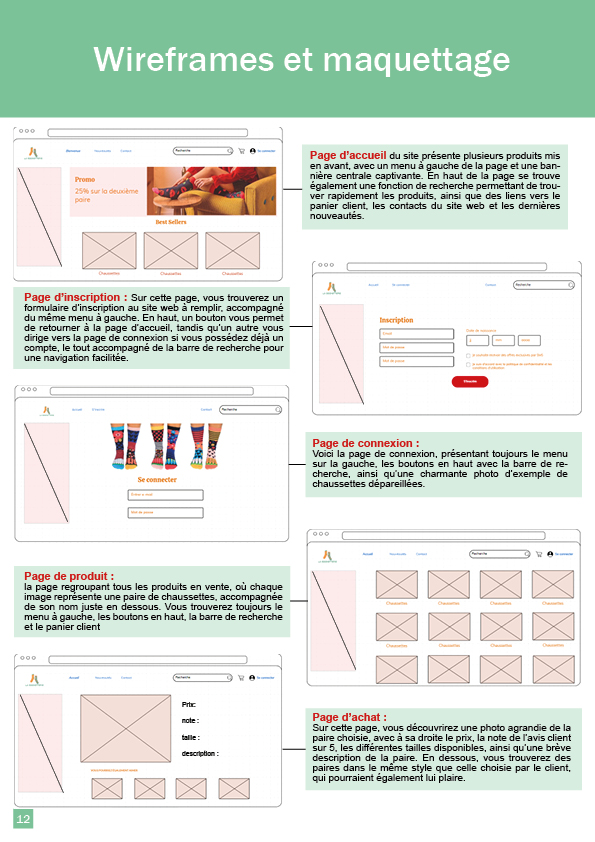 Wireframes et maquettage
Recherche
Se connecter
Promo
25% sur la deuxième
paire
Best Sellers
Chaussettes
Chaussettes
Chaussettes
Page d'accueil du site présente plusieurs produits mis
en avant, avec un menu à gauche de la page et une ban-
nière centrale captivante. En haut de la page se trouve
également une fonction de recherche permettant de trou-
ver rapidement les produits, ainsi que des liens vers le
panier client, les contacts du site web et les dernières
nouveautés.
Page d'inscription : Sur cette page, vous trouverez un
formulaire d'inscription au site web à remplir, accompagné
du même menu à gauche. En haut, un bouton vous permet
de retourner à la page d'accueil, tandis qu'un autre vous
dirige vers la page de connexion si vous possédez déjà un
compte, le tout accompagné de la barre de recherche pour
une navigation facilitée.
Accueil
Se connecter
Contact
Recherche
Inscription
Email
Mot de passe
Mot de passe
Date de naissance
S'inscrire
Accueil
S'inscrire
Contact
Recherche
Se connecter
Entrer e-mail
Mot de passe
Page de connexion :
Voici la page de connexion, présentant toujours le menu
sur la gauche, les boutons en haut avec la barre de re-
cherche, ainsi qu'une charmante photo d'exemple de
chaussettes dépareillées.
Page de produit :
la page regroupant tous les produits en vente, où chaque
image représente une paire de chaussettes, accompagnée
de son nom juste en dessous. Vous trouverez toujours le
menu à gauche, les boutons en haut, la barre de recherche
et le panier client
Accueil
Nouveautés
Contact
Recherche
Se connecter
Chaussettes
Chaussettes
Chaussettes
Chaussettes
Chaussettes
Chaussettes
Chaussettes
Chaussettes
Accueil
Nouveautés
Contact
Recherche
Se connecter
Prix:
note :
taille :
description :
Page d'achat :
Sur cette page, vous découvrirez une photo agrandie de la
paire choisie, avec à sa droite le prix, la note de l'avis client
sur 5, les différentes tailles disponibles, ainsi qu'une brève
description de la paire. En dessous, vous trouverez des
paires dans le même style que celle choisie par le client,
qui pourraient également lui plaire.
12